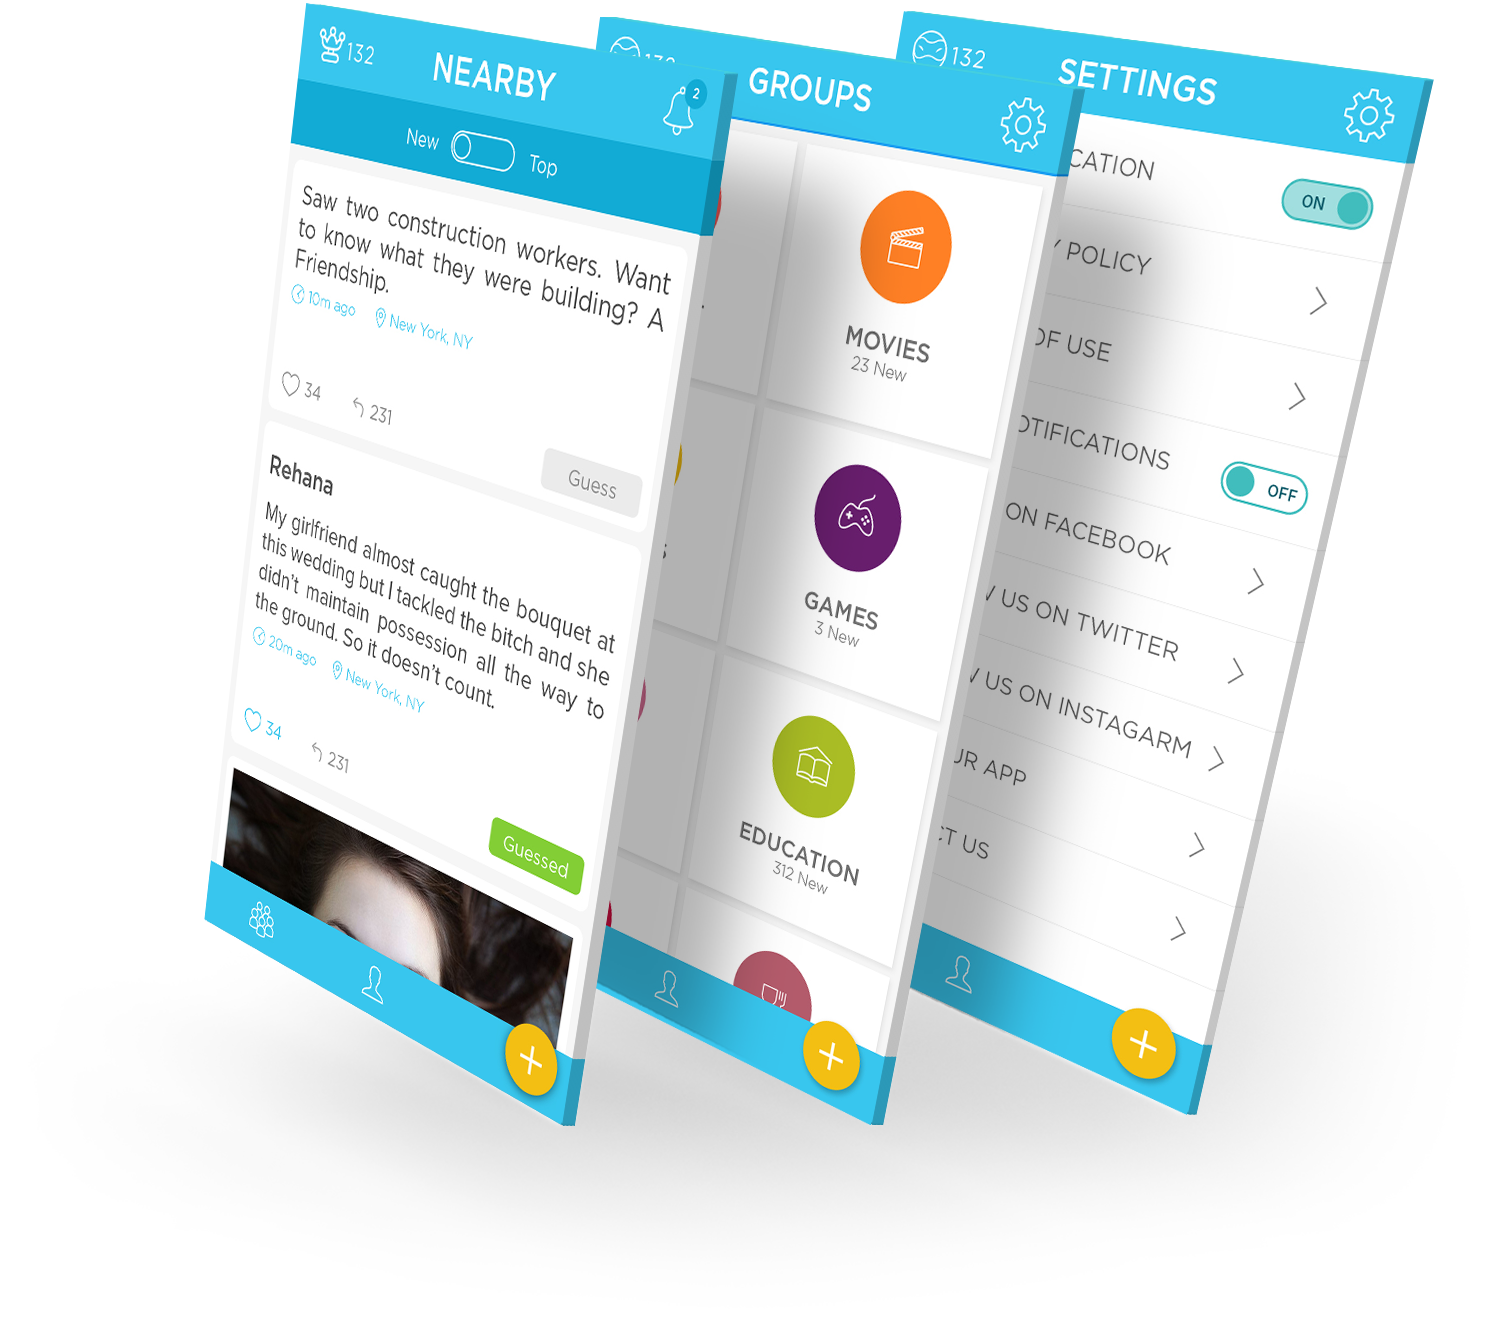 132
NEARBY
2
New
Top
Saw two construction workers. Want
to know what they were building? A
Friendship.
10m ago
New York, NY
34
231
Guess
Rehana
My girlfriend almost caught the bouquet at
this wedding but I tackled the bitch and she
didn't maintain possession all the way to
the ground. So it doesn't count.
20m ago
New York, NY
34
231
Guessed
GROUPS
MOVIES
23 New
GAMES
3 New
EDUCATION
312 New
132
SETTINGS
CATION
ON
POLICY
OF USE
OTIFICATIONS
OFF
ON FACEBOOK
US ON TWITTER
US ON INSTAGARM
UR APP
CT US